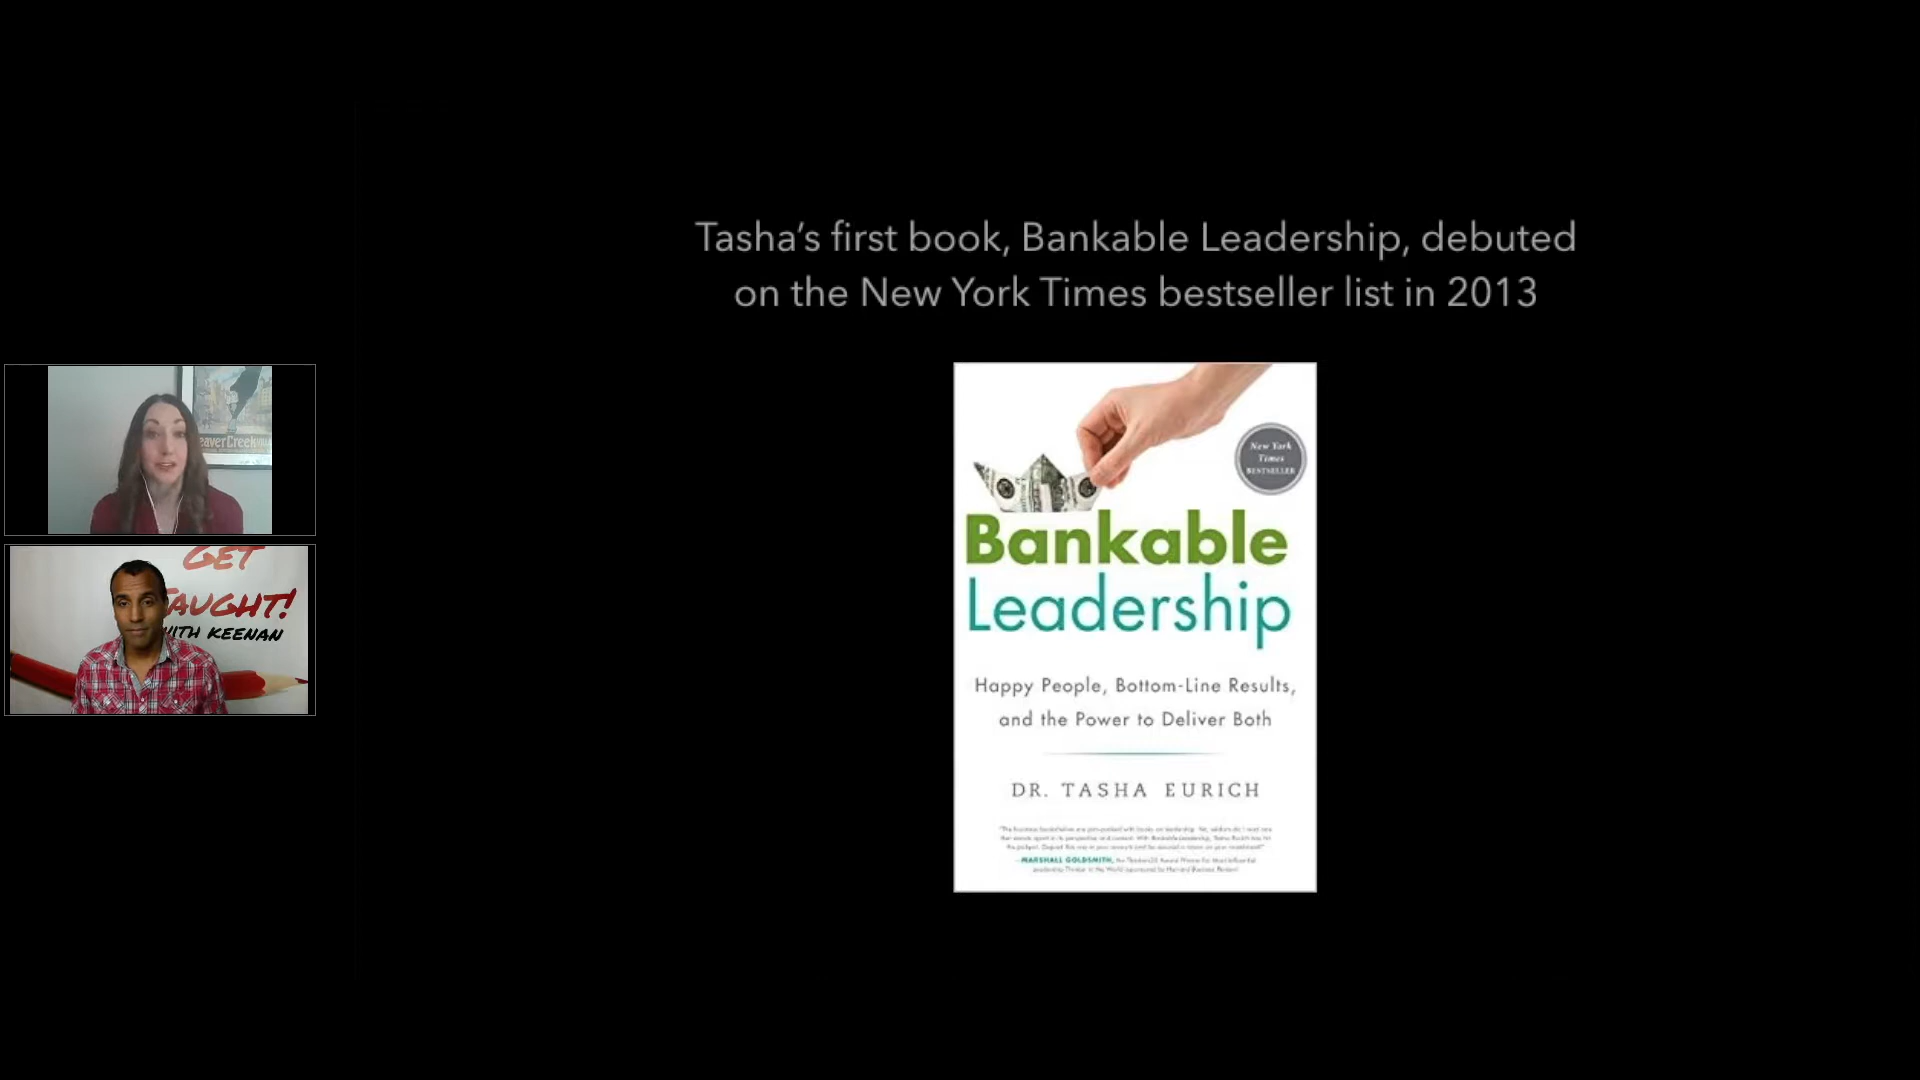 Tasha’s first book, Bankable Leadership, debuted
on the New York Times bestseller list in 2013
eaverCreek
GET
TAUGHT!
WITH KEENAN
New York
Times
BESTSELLER
Bankable
Leadership
Happy People, Bottom-Line Results,
and the Power to Deliver Both
DR. TASHA EURICH
MARSHALL GOLDSMITH,